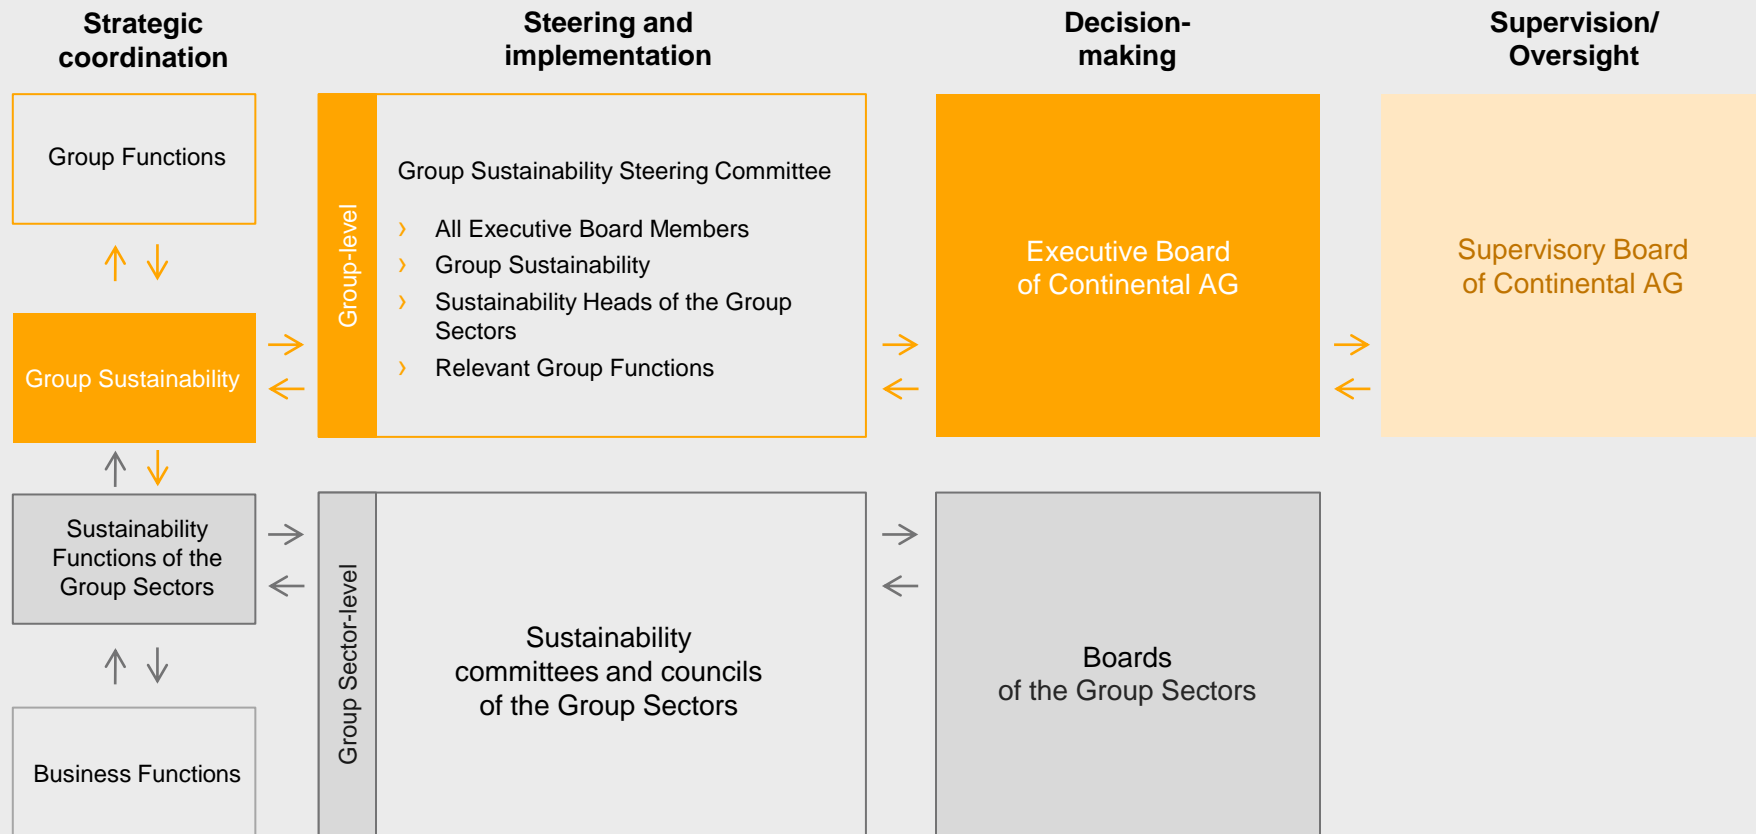 Strategic
coordination
Steering and
implementation
Decision-
making
Supervision/
Oversight
Group Functions
Group Sustainability
Sustainability
Functions of the
Group Sectors
Business Functions
Group-level
Group Sustainability Steering Committee
› All Executive Board Members
› Group Sustainability
› Sustainability Heads of the Group
Sectors
› Relevant Group Functions
Executive Board
of Continental AG
Supervisory Board
of Continental AG
Group Sector-level
Sustainability
committees and councils
of the Group Sectors
Boards
of the Group Sectors